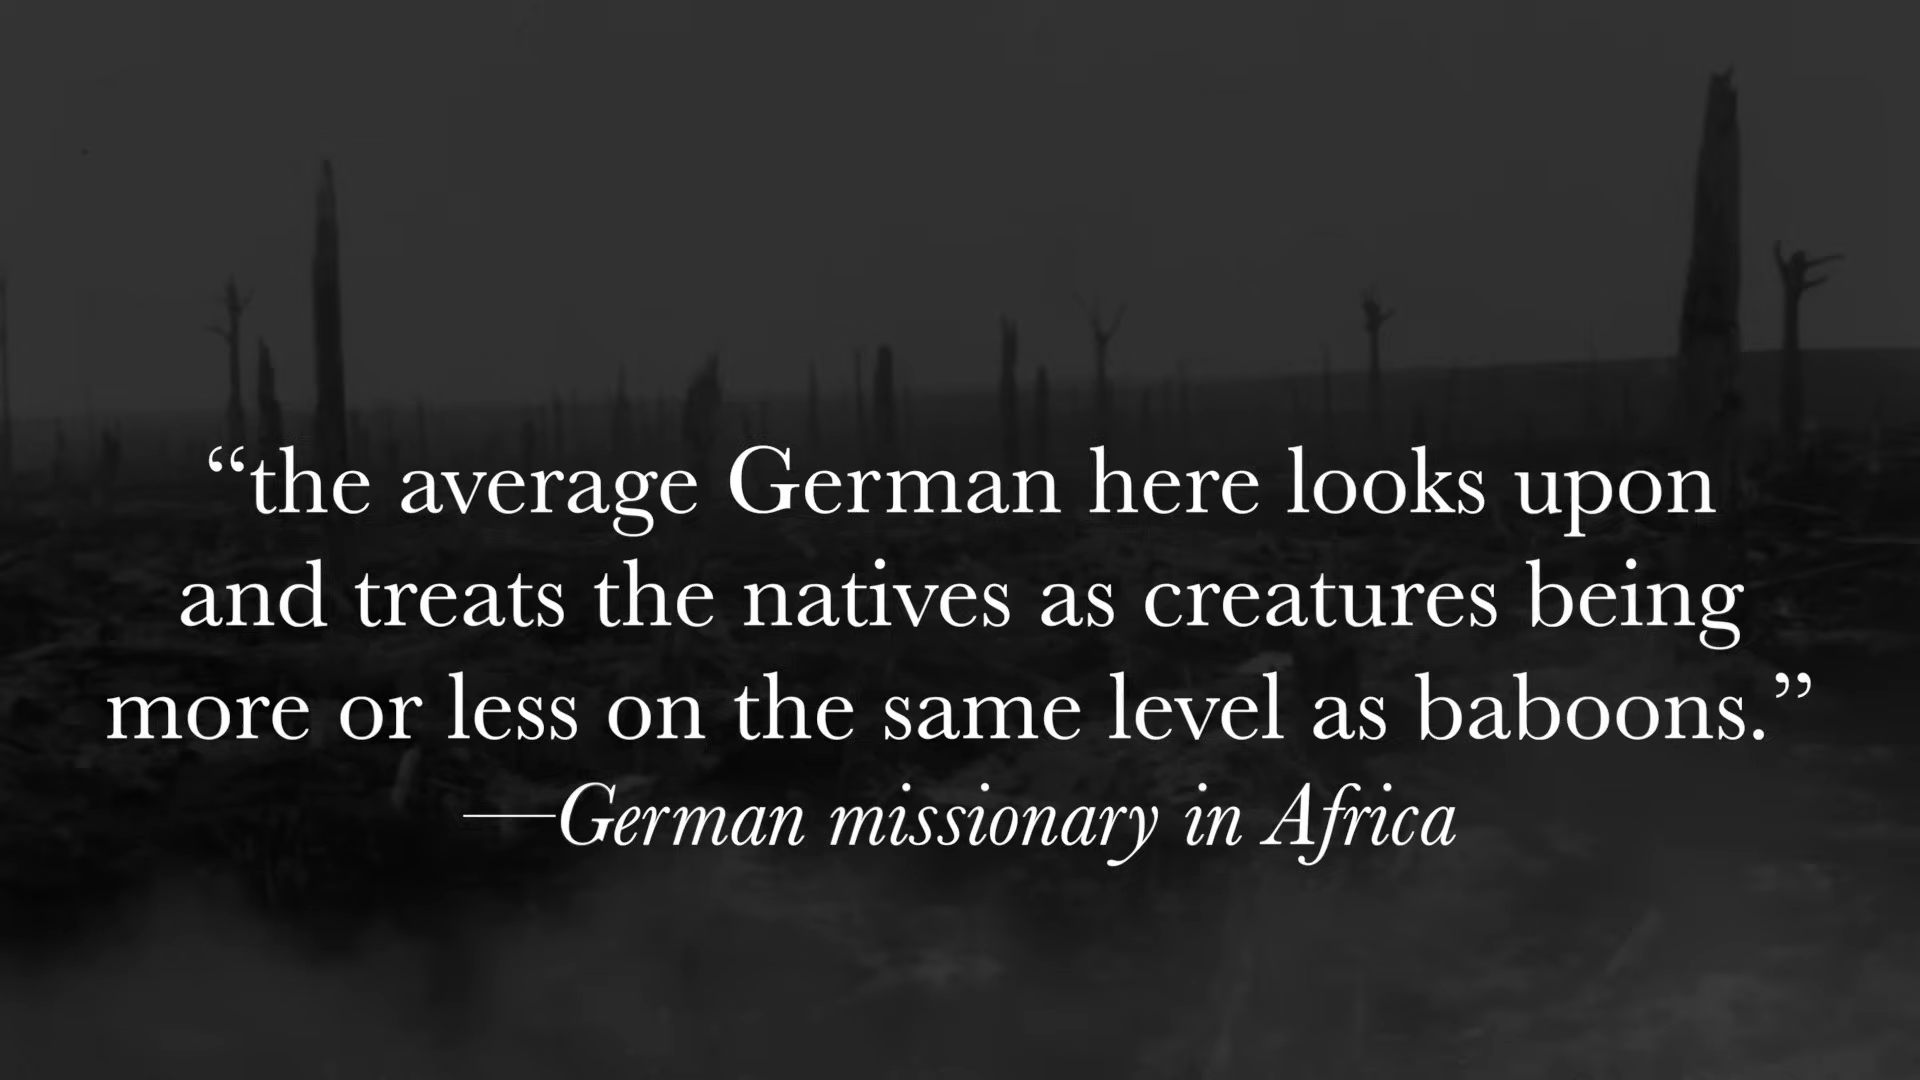 “the average German here looks upon
and treats the natives as creatures being
more or less on the same level as baboons.”
—German missionary in Africa